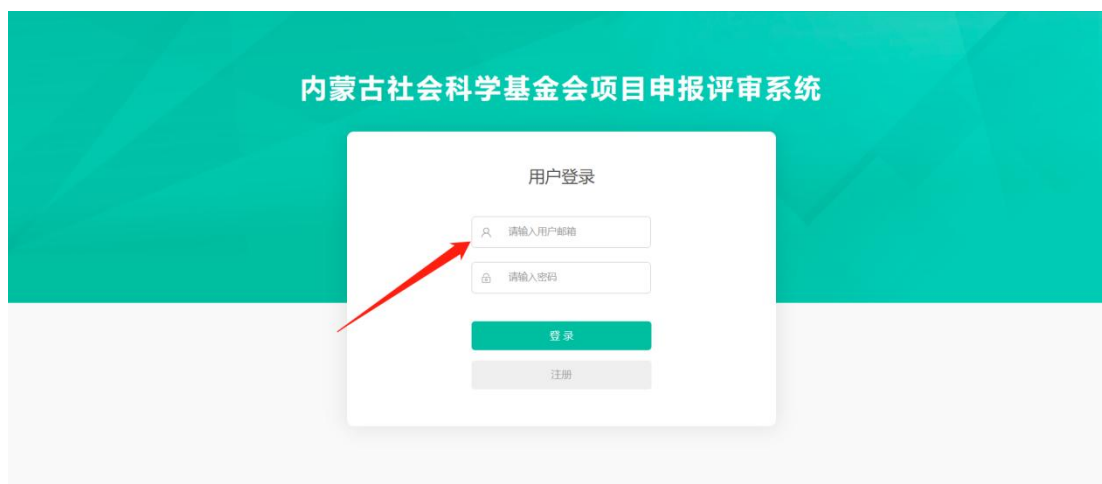 内蒙古社会科学基金会项目申报评审系统
用户登录
请输入用户邮箱
请输入密码
登录
注册